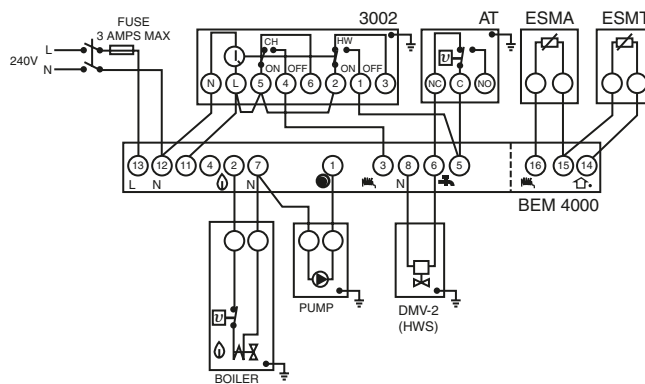 FUSE
3 AMPS MAX
3002
AT
ESMA
ESMT
240V
L
N
CH
HW
ON OFF
ON OFF
υ
N L 5 4 6 2 1 3
NC C NO
13 12 11 4 2 7 1 3 8 6 5 16 15 14
L N N N
BEM 4000
PUMP
DMV-2
(HWS)
υ
BOILER